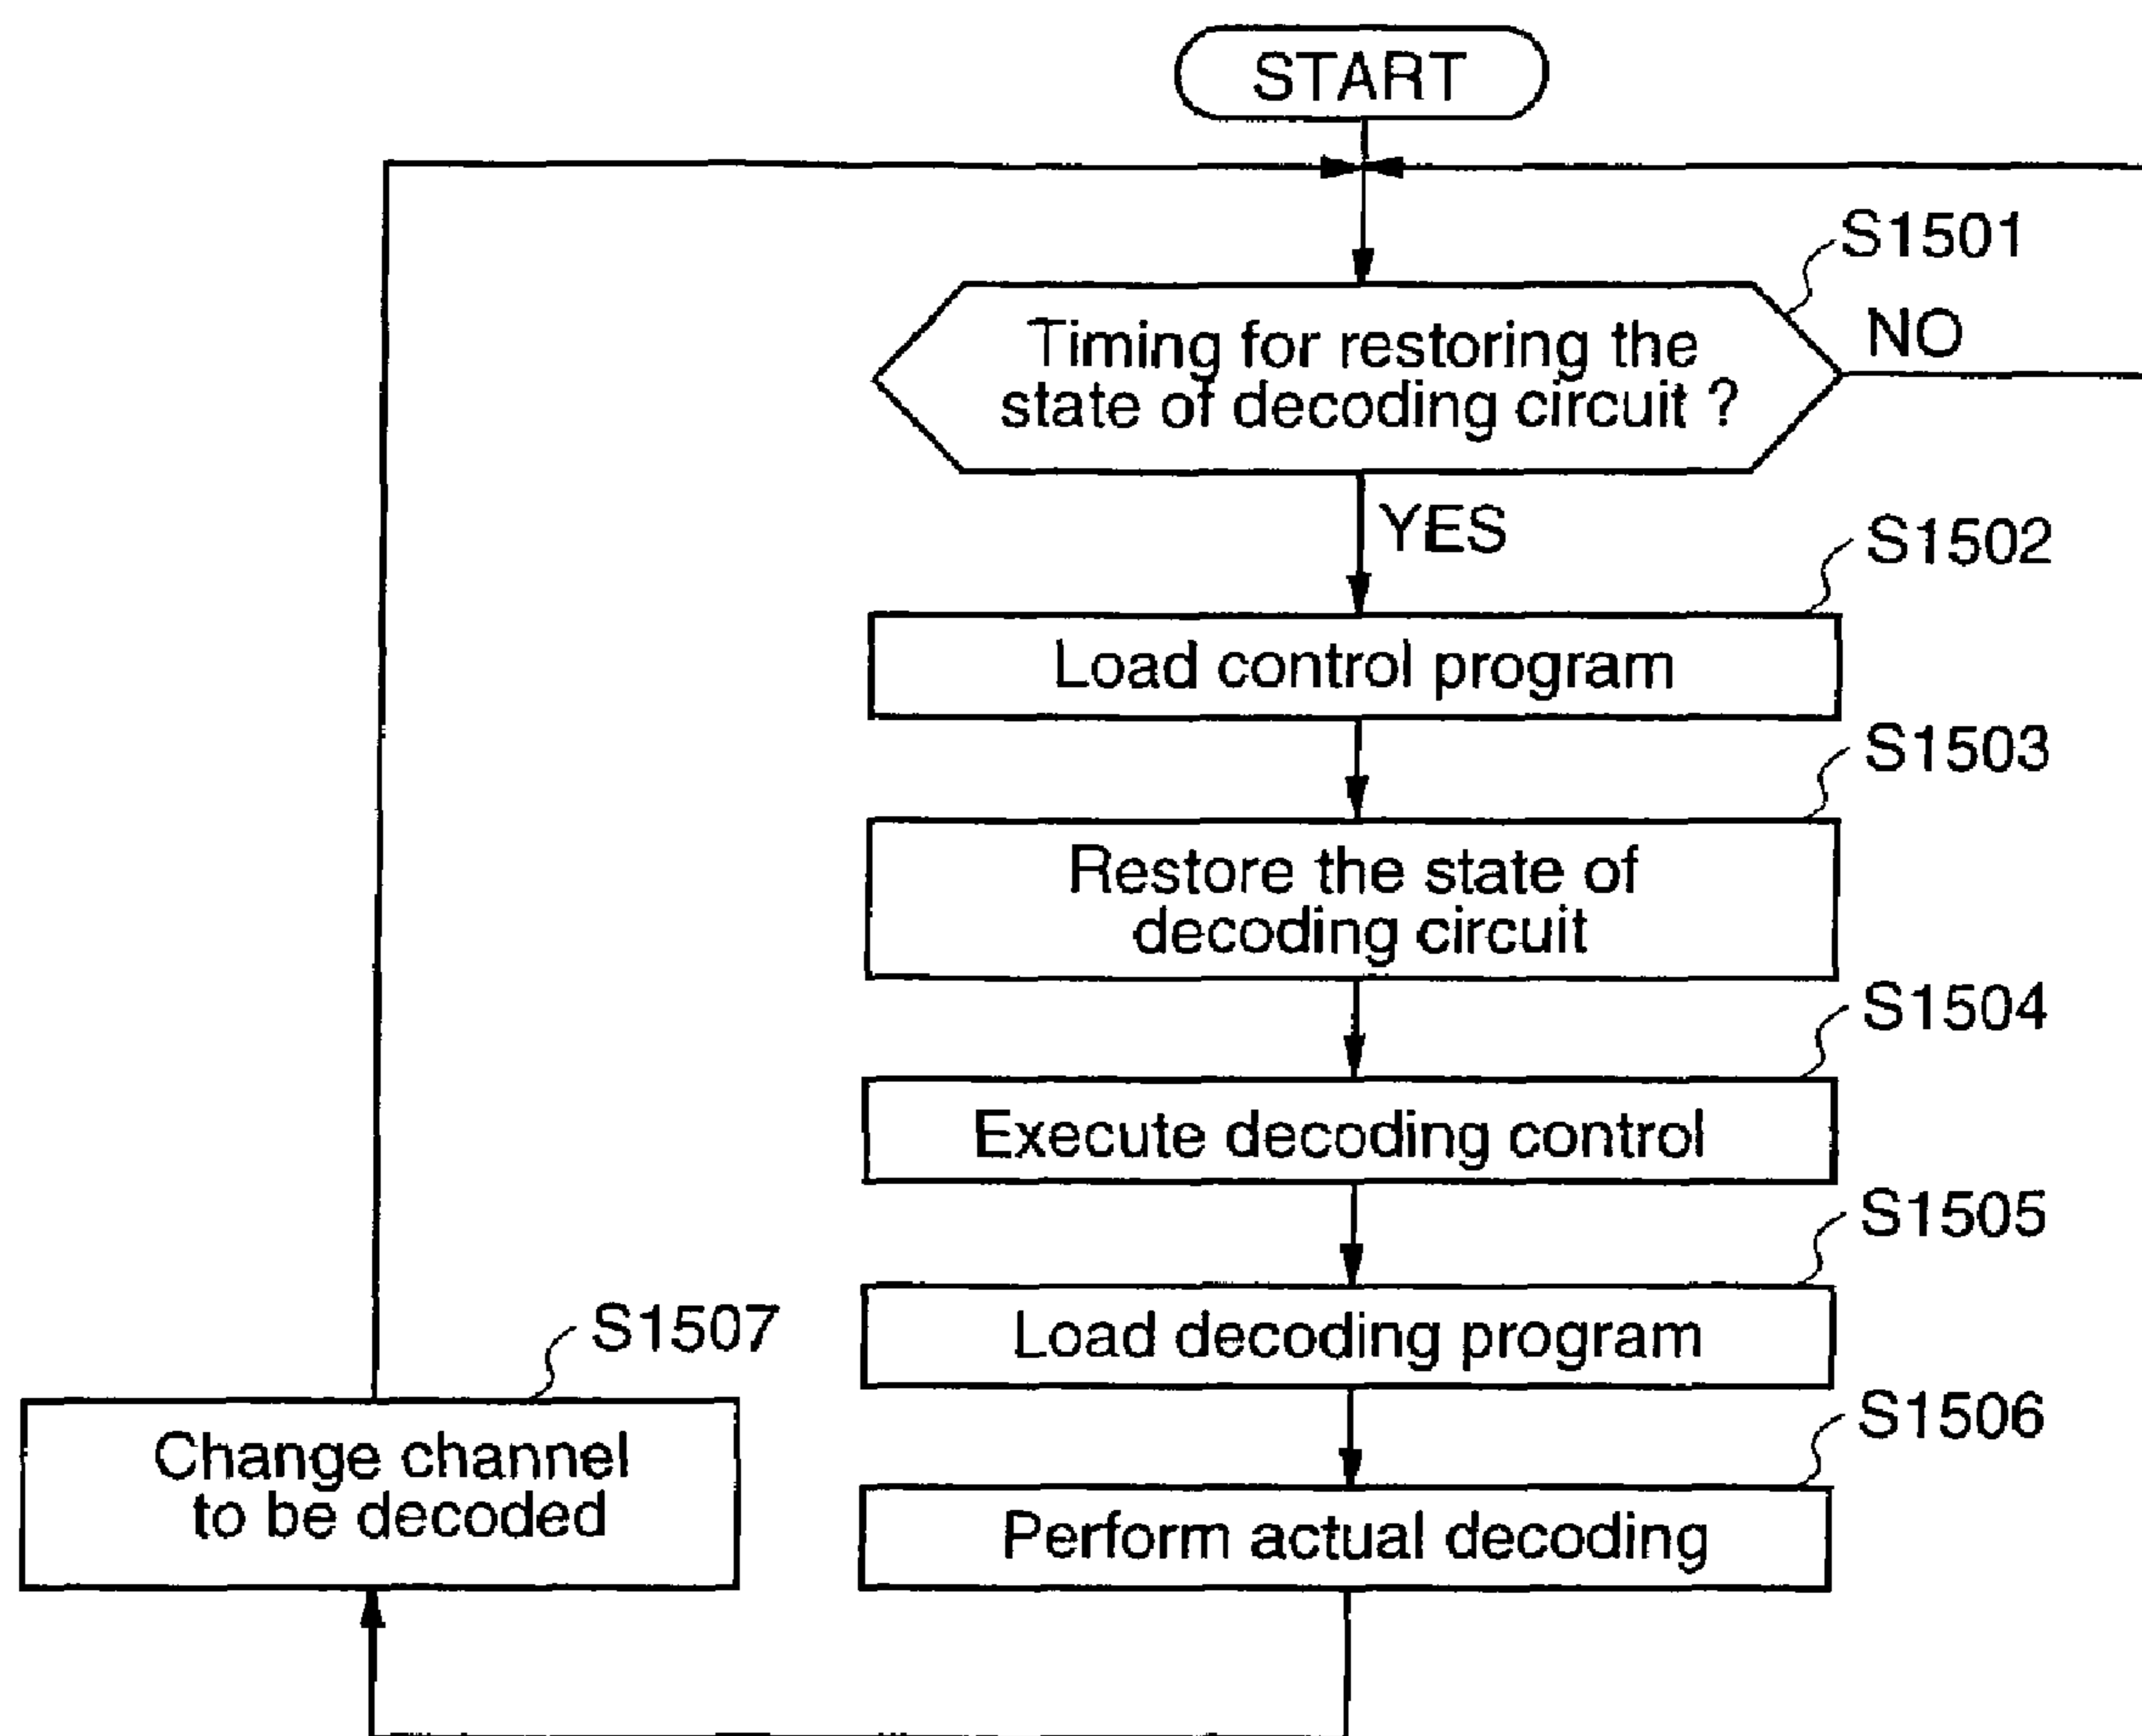 START
S1501
Timing for restoring the
state of decoding circuit ?
NO
YES
S1502
Load control program
S1503
Restore the state of
decoding circuit
S1504
Execute decoding control
S1505
Load decoding program
S1506
Perform actual decoding
S1507
Change channel
to be decoded